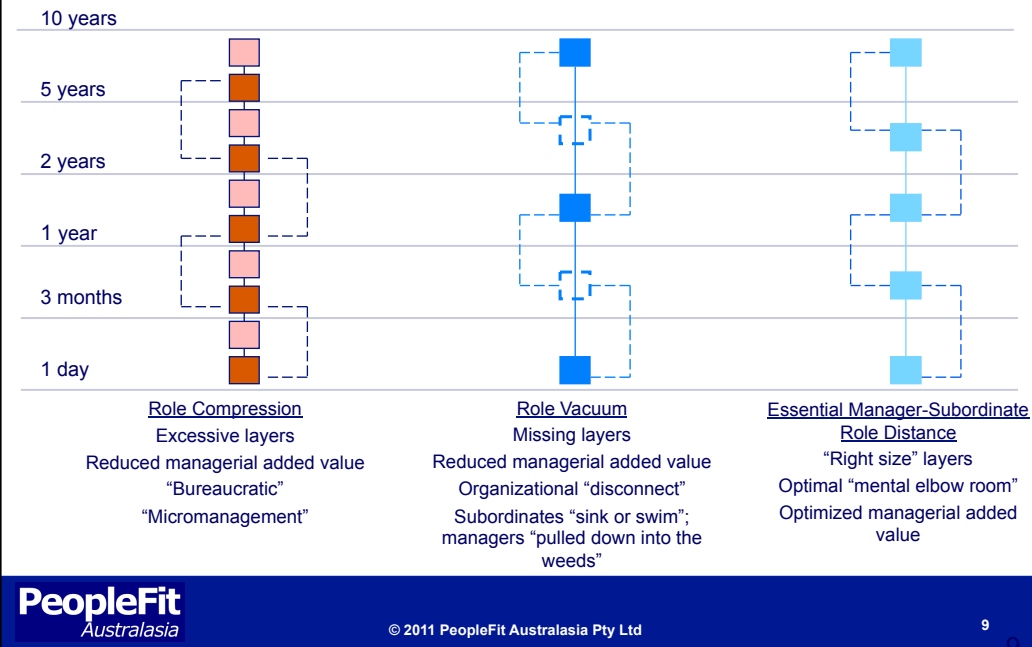 10 years
5 years
2 years
1 year
3 months
1 day
Role Compression
Excessive layers
Reduced managerial added value
“Bureaucratic”
“Micromanagement”
Role Vacuum
Missing layers
Reduced managerial added value
Organizational “disconnect”
Subordinates “sink or swim”;
managers “pulled down into the
weeds”
Essential Manager-Subordinate
Role Distance
“Right size” layers
Optimal “mental elbow room”
Optimized managerial added
value
PeopleFit
Australasia
© 2011 PeopleFit Australasia Pty Ltd
9